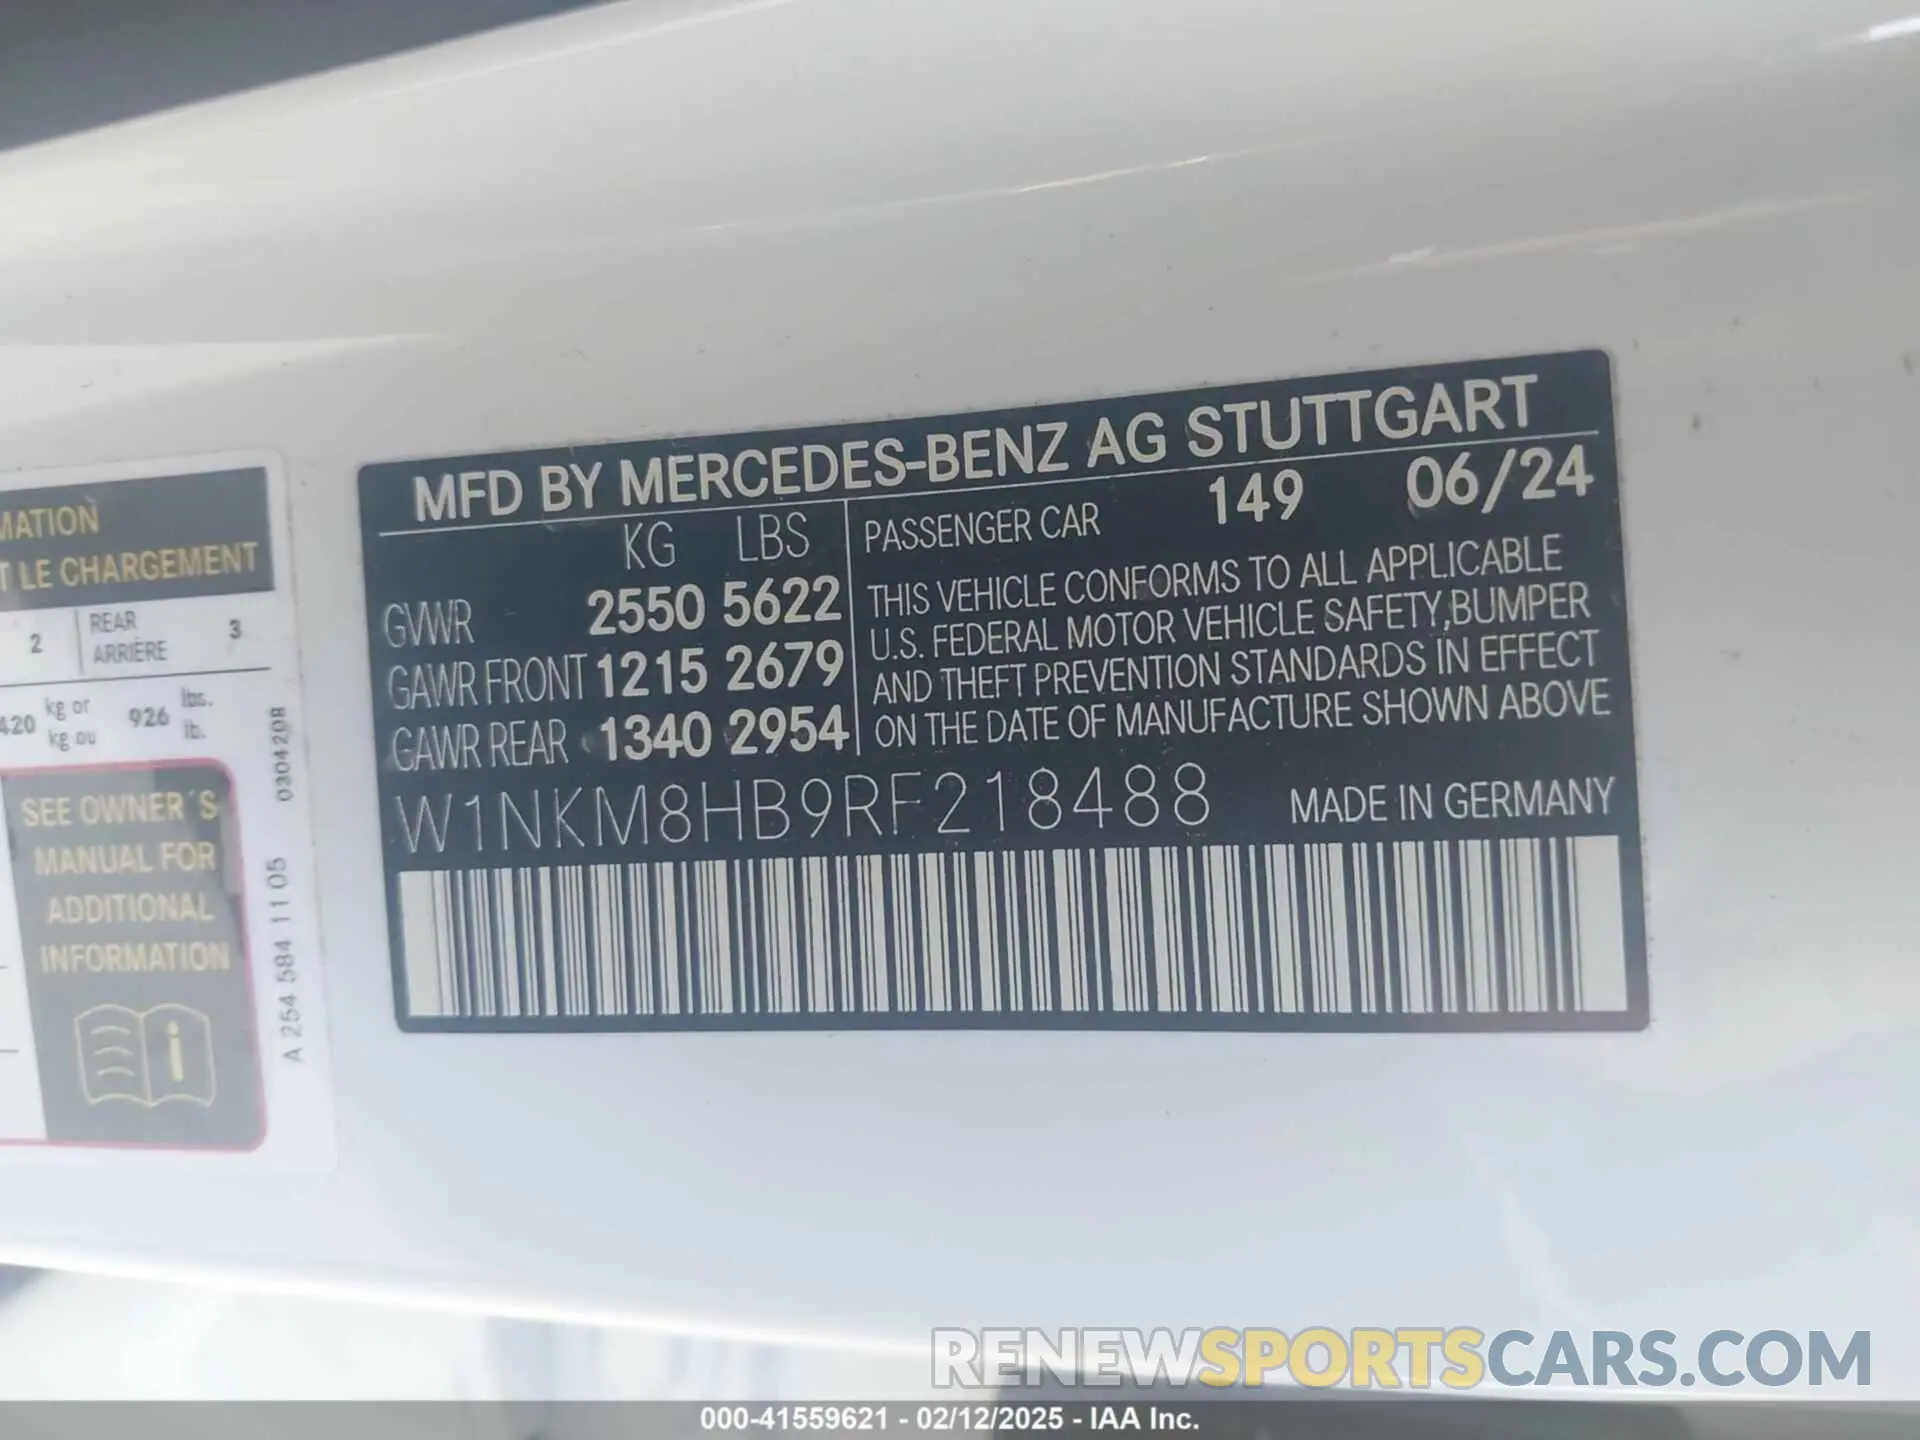 MATION
T LE CHARGEMENT
2 REAR 3
ARRIÈRE
420 kg or 926 lbs.
kg ou lb.
SEE OWNER´S
MANUAL FOR
ADDITIONAL
INFORMATION
A 254 584 11 05 0304208
MFD BY MERCEDES-BENZ AG STUTTGART
KG LBS PASSENGER CAR 149 06/24
GVWR 2550 5622
GAWR FRONT 1215 2679
GAWR REAR 1340 2954
THIS VEHICLE CONFORMS TO ALL APPLICABLE
U.S. FEDERAL MOTOR VEHICLE SAFETY,BUMPER
AND THEFT PREVENTION STANDARDS IN EFFECT
ON THE DATE OF MANUFACTURE SHOWN ABOVE
W1NKM8HB9RF218488 MADE IN GERMANY
RENEWSPORTSCARS.COM
000-41559621 - 02/12/2025 - IAA Inc.